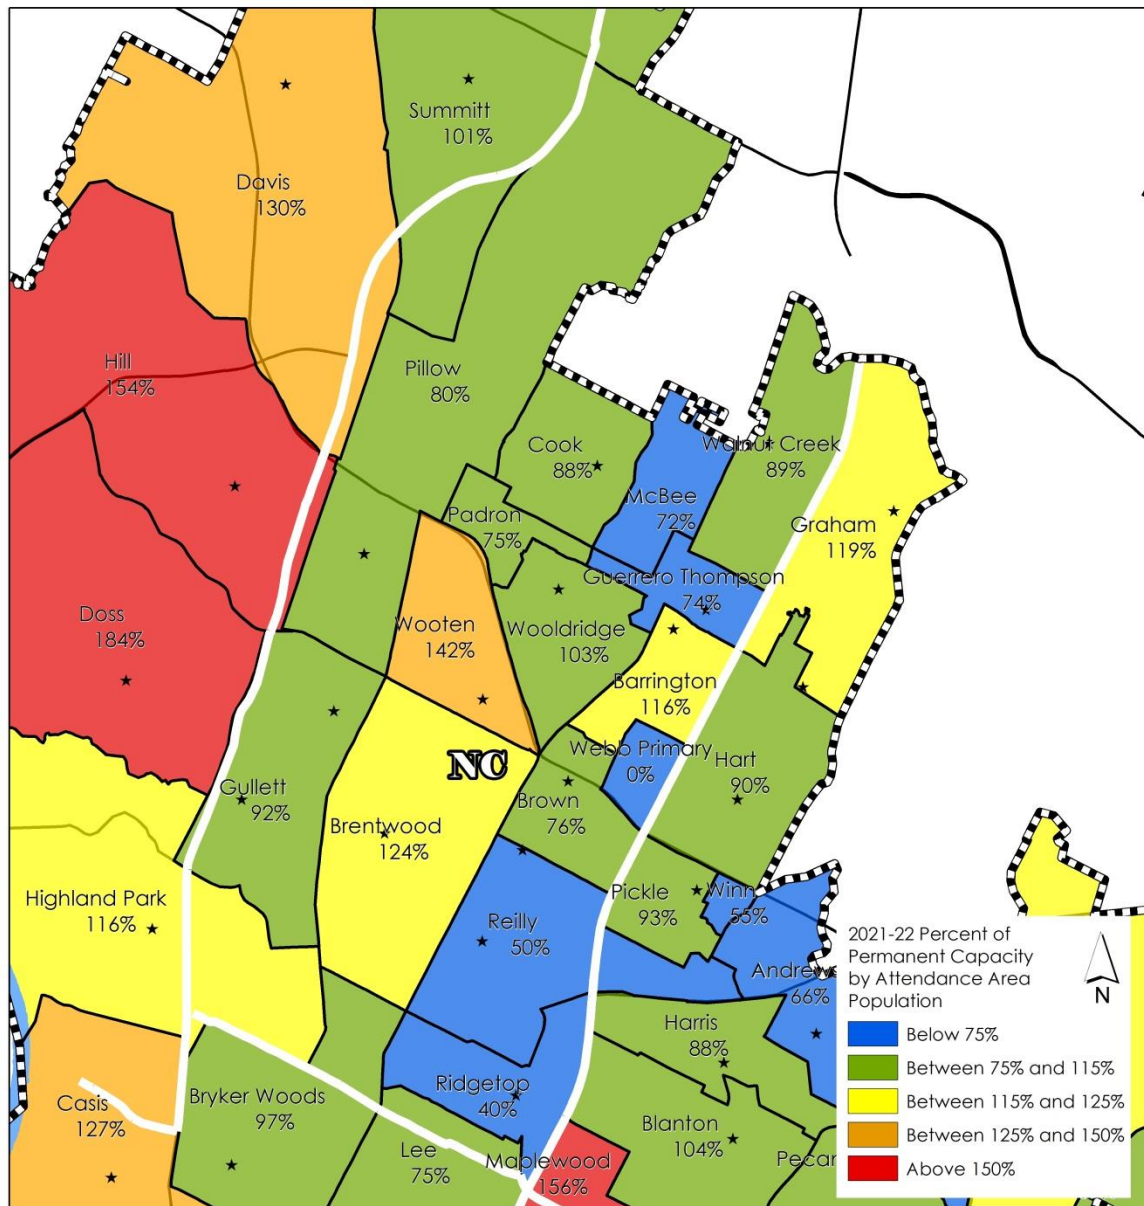 Summitt
101%
Davis
130%
Hill
154%
Pillow
80%
Cook
88%
Walnut Creek
89%
McBee
72%
Padron
75%
Graham
119%
Guerrero Thompson
74%
Doss
184%
Wooten
142%
Wooldridge
103%
Barrington
116%
Webb Primary
0%
Hart
90%
NC
Gullett
92%
Brentwood
124%
Brown
76%
Highland Park
116%
Reilly
50%
Pickle
93%
Winn
55%
Andrews
66%
Harris
88%
Casis
127%
Bryker Woods
97%
Ridgetop
40%
Lee
75%
Maplewood
156%
Blanton
104%
Pecan
2021-22 Percent of
Permanent Capacity
by Attendance Area
Population
N
Below 75%
Between 75% and 115%
Between 115% and 125%
Between 125% and 150%
Above 150%